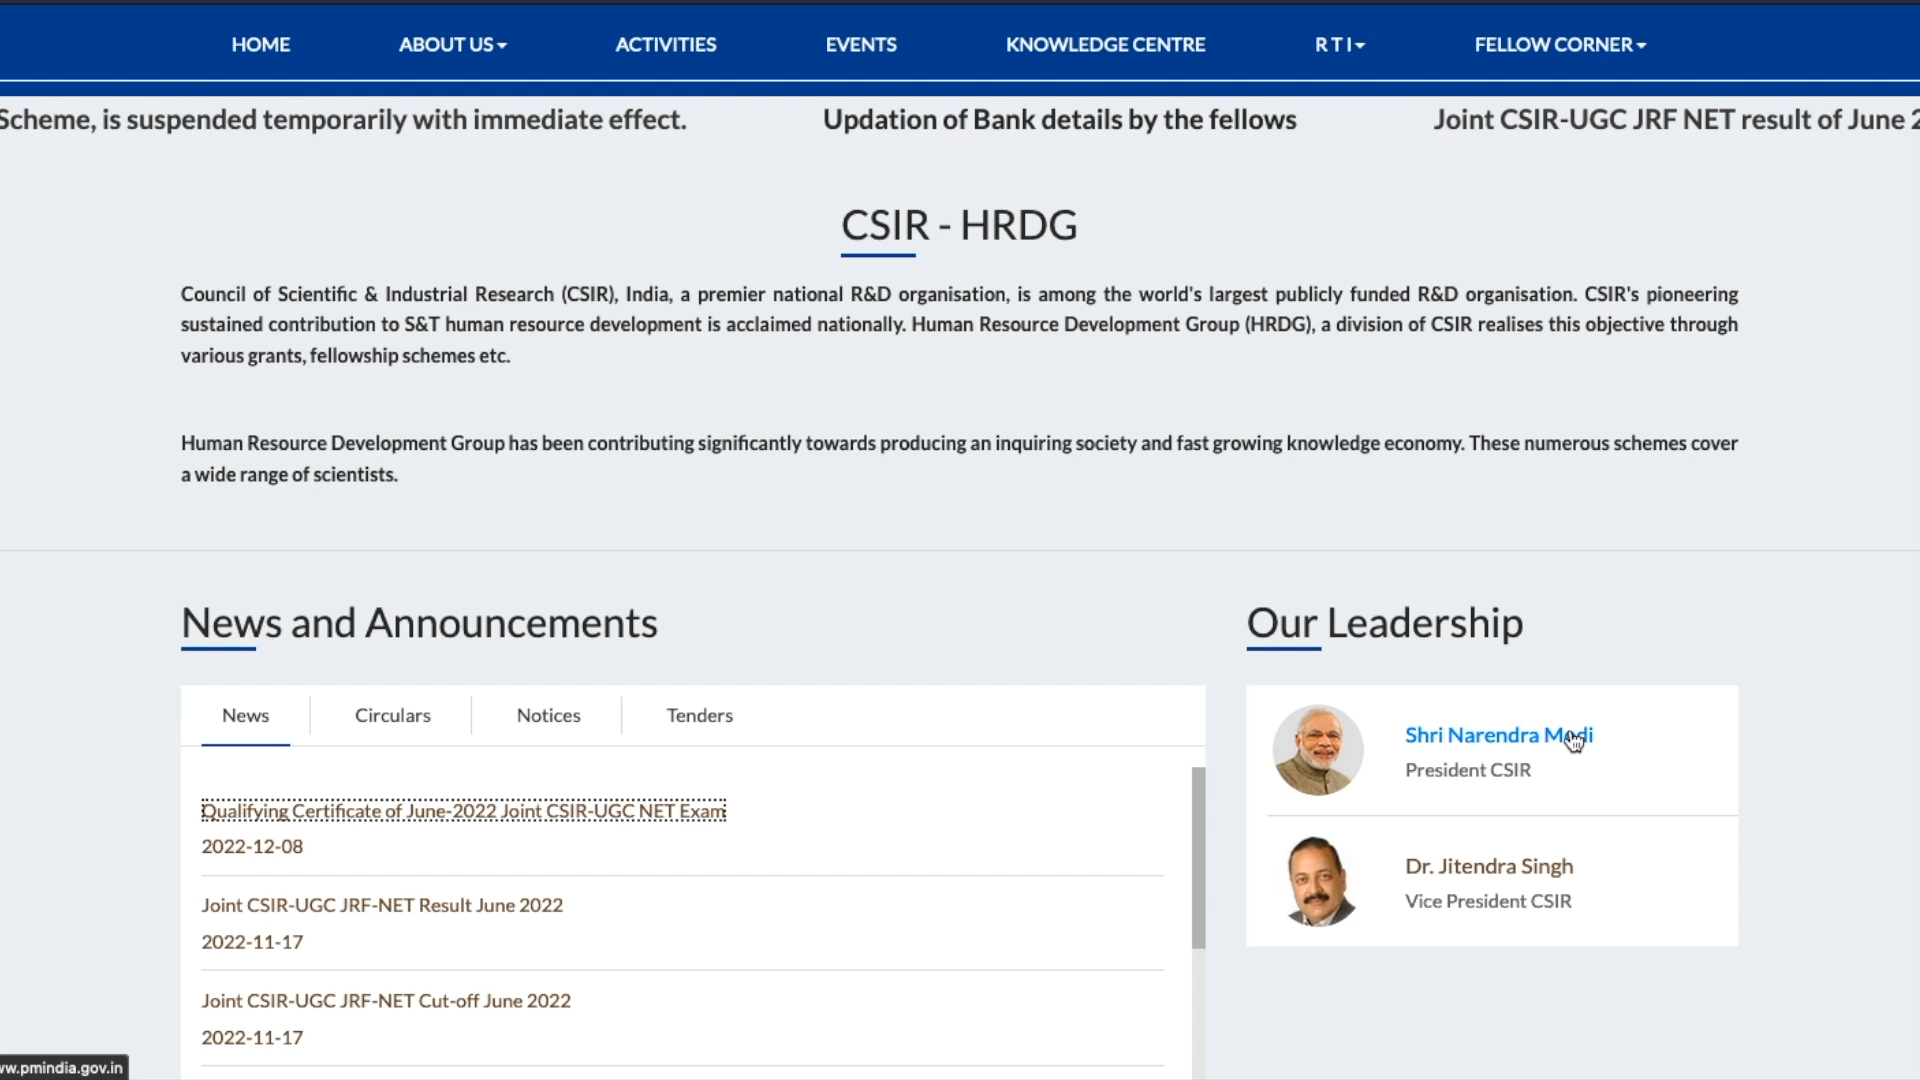 HOME ABOUT US ACTIVITIES EVENTS KNOWLEDGE CENTRE R T I FELLOW CORNER
Scheme, is suspended temporarily with immediate effect. Updation of Bank details by the fellows Joint CSIR-UGC JRF NET result of June 2
CSIR - HRDG
Council of Scientific & Industrial Research (CSIR), India, a premier national R&D organisation, is among the world's largest publicly funded R&D organisation. CSIR's pioneering
sustained contribution to S&T human resource development is acclaimed nationally. Human Resource Development Group (HRDG), a division of CSIR realises this objective through
various grants, fellowship schemes etc.
Human Resource Development Group has been contributing significantly towards producing an inquiring society and fast growing knowledge economy. These numerous schemes cover
a wide range of scientists.
News and Announcements
News Circulars Notices Tenders
Qualifying Certificate of June-2022 Joint CSIR-UGC NET Exam
2022-12-08
Joint CSIR-UGC JRF-NET Result June 2022
2022-11-17
Joint CSIR-UGC JRF-NET Cut-off June 2022
2022-11-17
Our Leadership
Shri Narendra Modi
President CSIR
Dr. Jitendra Singh
Vice President CSIR
ww.pmindia.gov.in